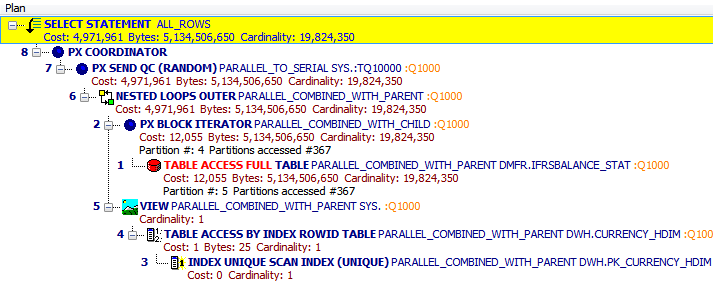 Plan
SELECT STATEMENT ALL_ROWS
Cost: 4,971,961 Bytes: 5,134,506,650 Cardinality: 19,824,350
8 PX COORDINATOR
7 PX SEND QC (RANDOM) PARALLEL_TO_SERIAL SYS.:TQ10000 :Q1000
Cost: 4,971,961 Bytes: 5,134,506,650 Cardinality: 19,824,350
6 NESTED LOOPS OUTER PARALLEL_COMBINED_WITH_PARENT :Q1000
Cost: 4,971,961 Bytes: 5,134,506,650 Cardinality: 19,824,350
2 PX BLOCK ITERATOR PARALLEL_COMBINED_WITH_CHILD :Q1000
Cost: 12,055 Bytes: 5,134,506,650 Cardinality: 19,824,350
Partition #: 4 Partitions accessed #367
1 TABLE ACCESS FULL TABLE PARALLEL_COMBINED_WITH_PARENT DMFR.IFRSBALANCE_STAT :Q1000
Cost: 12,055 Bytes: 5,134,506,650 Cardinality: 19,824,350
Partition #: 5 Partitions accessed #367
5 VIEW PARALLEL_COMBINED_WITH_PARENT SYS. :Q1000
Cardinality: 1
4 TABLE ACCESS BY INDEX ROWID TABLE PARALLEL_COMBINED_WITH_PARENT DWH.CURRENCY_HDIM :Q1000
Cost: 1 Bytes: 25 Cardinality: 1
3 INDEX UNIQUE SCAN INDEX (UNIQUE) PARALLEL_COMBINED_WITH_PARENT DWH.PK_CURRENCY_HDIM
Cost: 0 Cardinality: 1